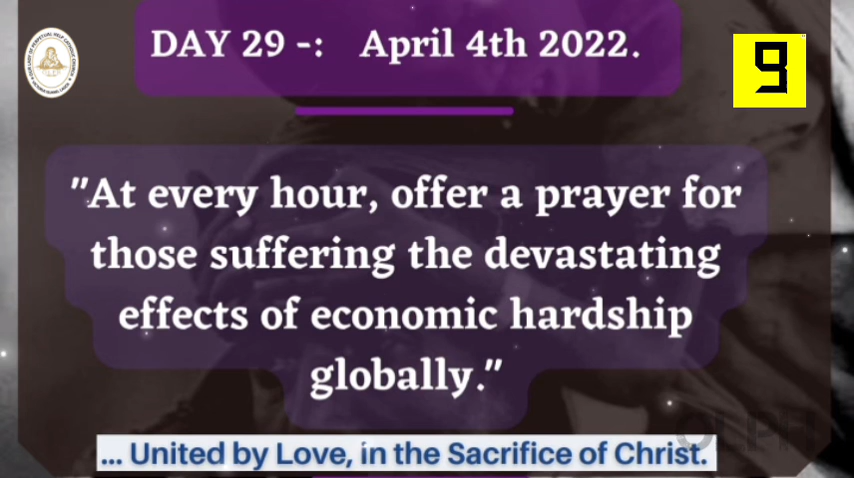 DAY 29 -: April 4th 2022.
9
"At every hour, offer a prayer for
those suffering the devastating
effects of economic hardship
globally."
... United by Love, in the Sacrifice of Christ.